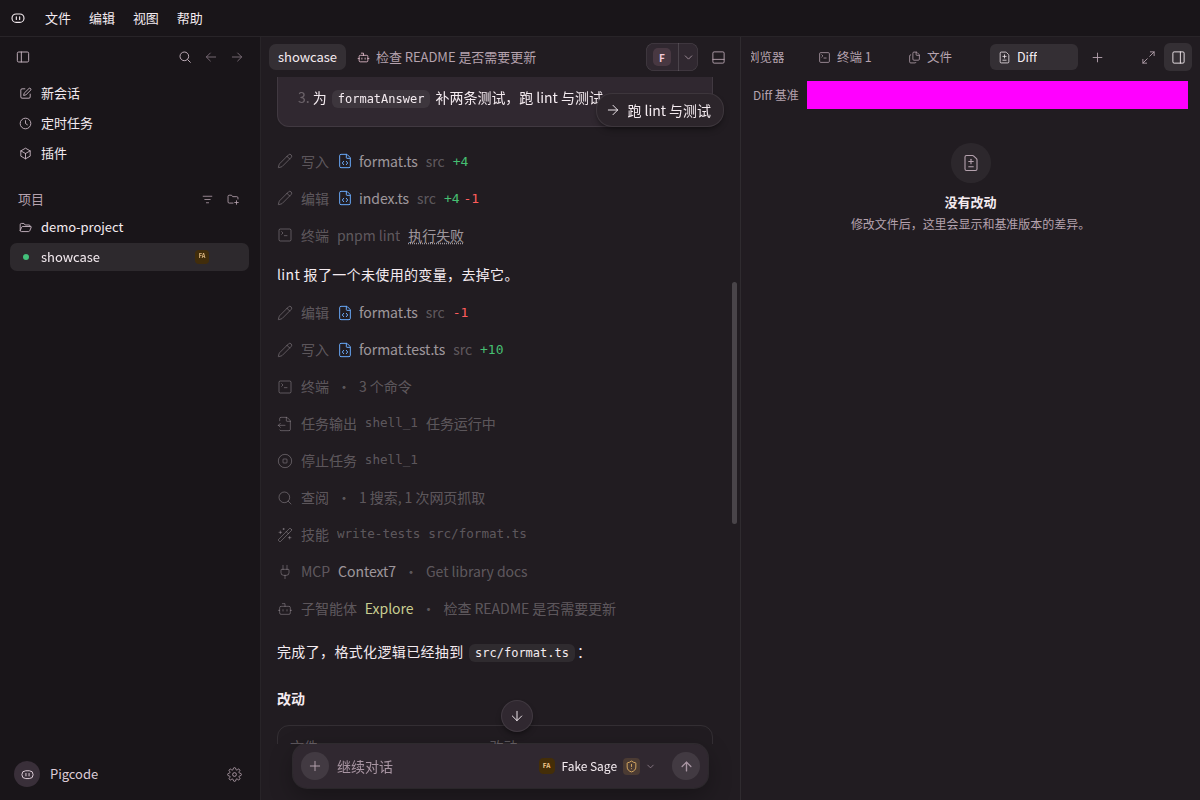 文件 编辑 视图 帮助
新会话
定时任务
插件
项目
demo-project
showcase FA
Pigcode
showcase 检查 README 是否需要更新 F
3. 为 formatAnswer 补两条测试，跑 lint 与测试
跑 lint 与测试
写入 format.ts src +4
编辑 index.ts src +4 -1
终端 pnpm lint 执行失败
lint 报了一个未使用的变量，去掉它。
编辑 format.ts src -1
写入 format.test.ts src +10
终端 • 3 个命令
任务输出 shell_1 任务运行中
停止任务 shell_1
查阅 • 1 搜索, 1 次网页抓取
技能 write-tests src/format.ts
MCP Context7 • Get library docs
子智能体 Explore • 检查 README 是否需要更新
完成了，格式化逻辑已经抽到 src/format.ts：
改动
文件 改动
继续对话 FA Fake Sage
浏览器 终端 1 文件 Diff
Diff 基准
没有改动
修改文件后，这里会显示和基准版本的差异。